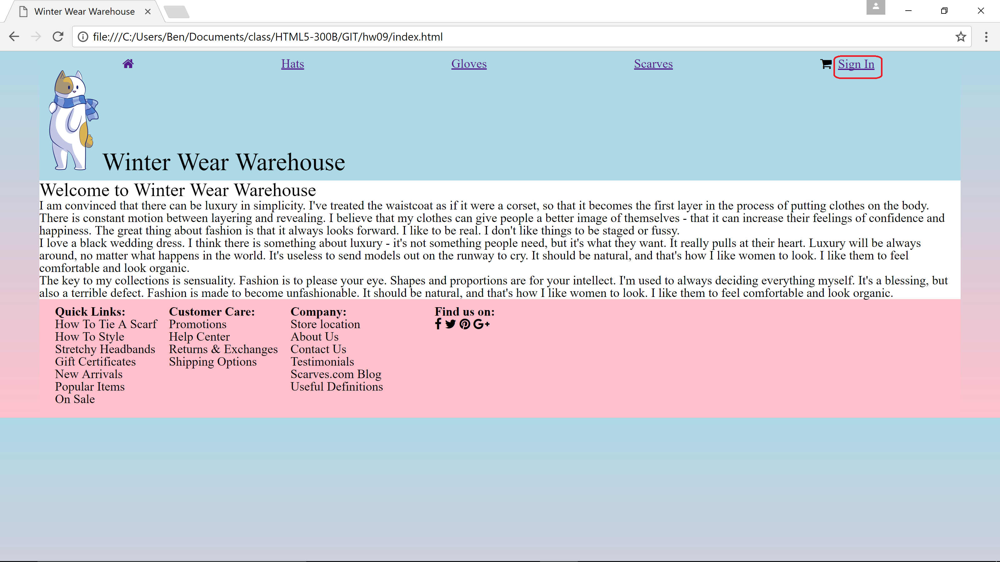 Winter Wear Warehouse
file:///C:/Users/Ben/Documents/class/HTML5-300B/GIT/hw09/index.html
Hats Gloves Scarves Sign In
Winter Wear Warehouse
Welcome to Winter Wear Warehouse
I am convinced that there can be luxury in simplicity. I've treated the waistcoat as if it were a corset, so that it becomes the first layer in the process of putting clothes on the body.
There is constant motion between layering and revealing. I believe that my clothes can give people a better image of themselves - that it can increase their feelings of confidence and
happiness. The great thing about fashion is that it always looks forward. I like to be real. I don't like things to be staged or fussy.
I love a black wedding dress. I think there is something about luxury - it's not something people need, but it's what they want. It really pulls at their heart. Luxury will be always
around, no matter what happens in the world. It's useless to send models out on the runway to cry. It should be natural, and that's how I like women to look. I like them to feel
comfortable and look organic.
The key to my collections is sensuality. Fashion is to please your eye. Shapes and proportions are for your intellect. I'm used to always deciding everything myself. It's a blessing, but
also a terrible defect. Fashion is made to become unfashionable. It should be natural, and that's how I like women to look. I like them to feel comfortable and look organic.
Quick Links:
How To Tie A Scarf
How To Style
Stretchy Headbands
Gift Certificates
New Arrivals
Popular Items
On Sale
Customer Care:
Promotions
Help Center
Returns & Exchanges
Shipping Options
Company:
Store location
About Us
Contact Us
Testimonials
Scarves.com Blog
Useful Definitions
Find us on: